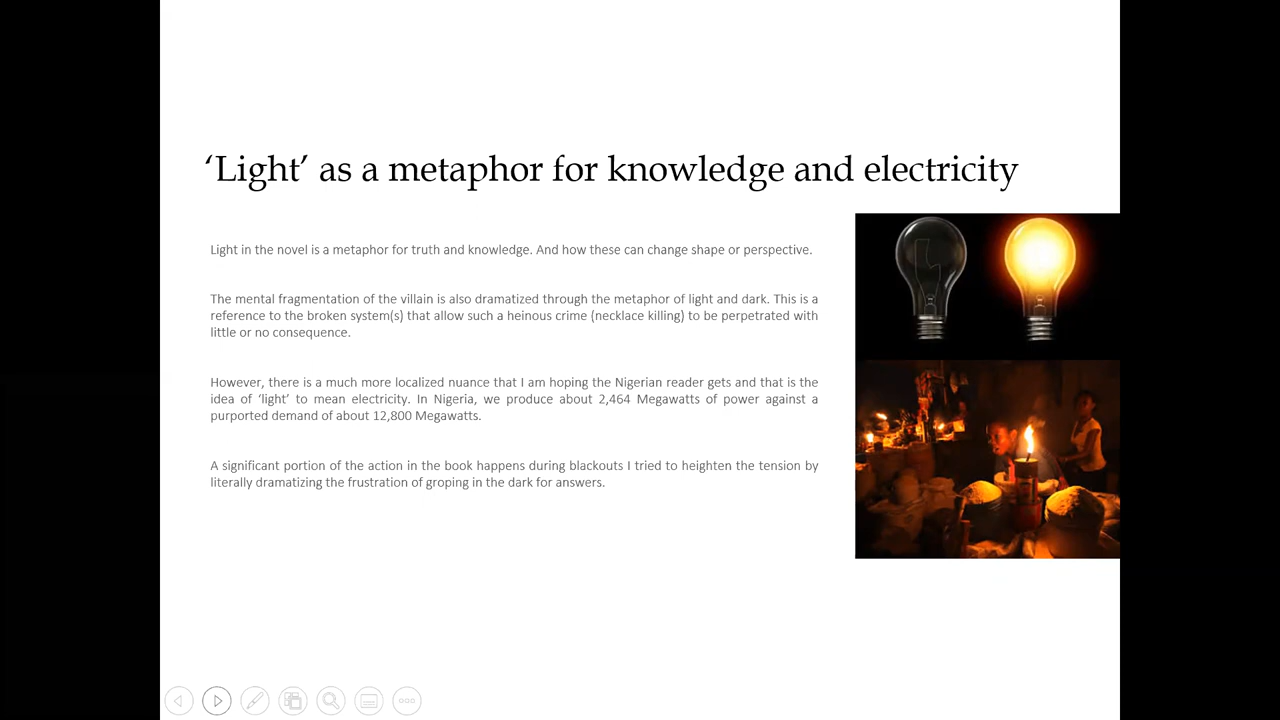 ‘Light’ as a metaphor for knowledge and electricity
Light in the novel is a metaphor for truth and knowledge. And how these can change shape or perspective.
The mental fragmentation of the villain is also dramatized through the metaphor of light and dark. This is a
reference to the broken system(s) that allow such a heinous crime (necklace killing) to be perpetrated with
little or no consequence.
However, there is a much more localized nuance that I am hoping the Nigerian reader gets and that is the
idea of ‘light’ to mean electricity. In Nigeria, we produce about 2,464 Megawatts of power against a
purported demand of about 12,800 Megawatts.
A significant portion of the action in the book happens during blackouts I tried to heighten the tension by
literally dramatizing the frustration of groping in the dark for answers.